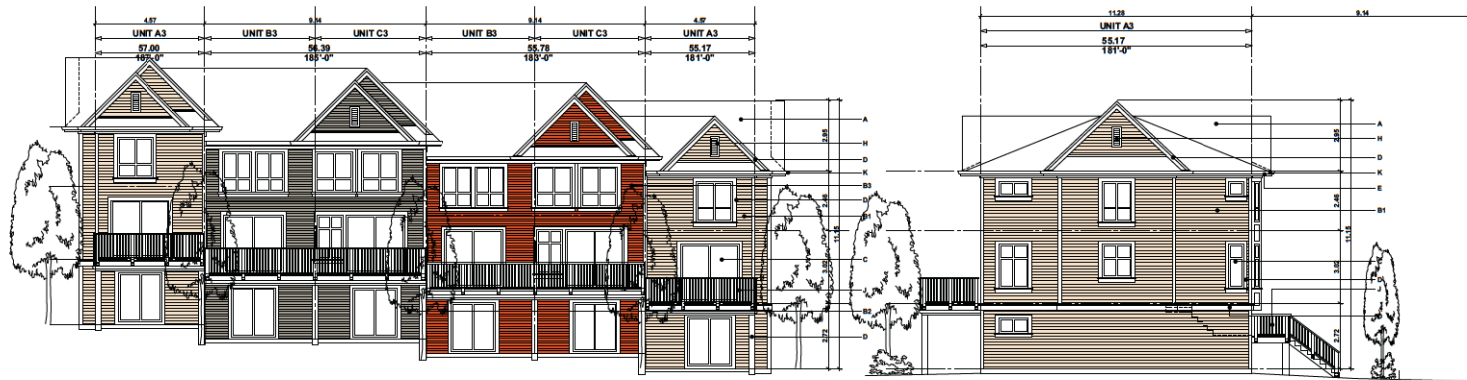 4.57 9.14 9.14 4.57
UNIT A3 UNIT B3 UNIT C3 UNIT B3 UNIT C3 UNIT A3
57.00 56.39 55.78 55.17
187'-0" 185'-0" 183'-0" 181'-0"
A
H
D
K
B3
D
B1
C
J
B2
D
2.95
2.46
11.15
3.02
2.72
11.28 9.14
UNIT A3
55.17
181'-0"
A
H
D
K
E
B1
D
J
C
2.95
2.46
11.15
3.02
2.72